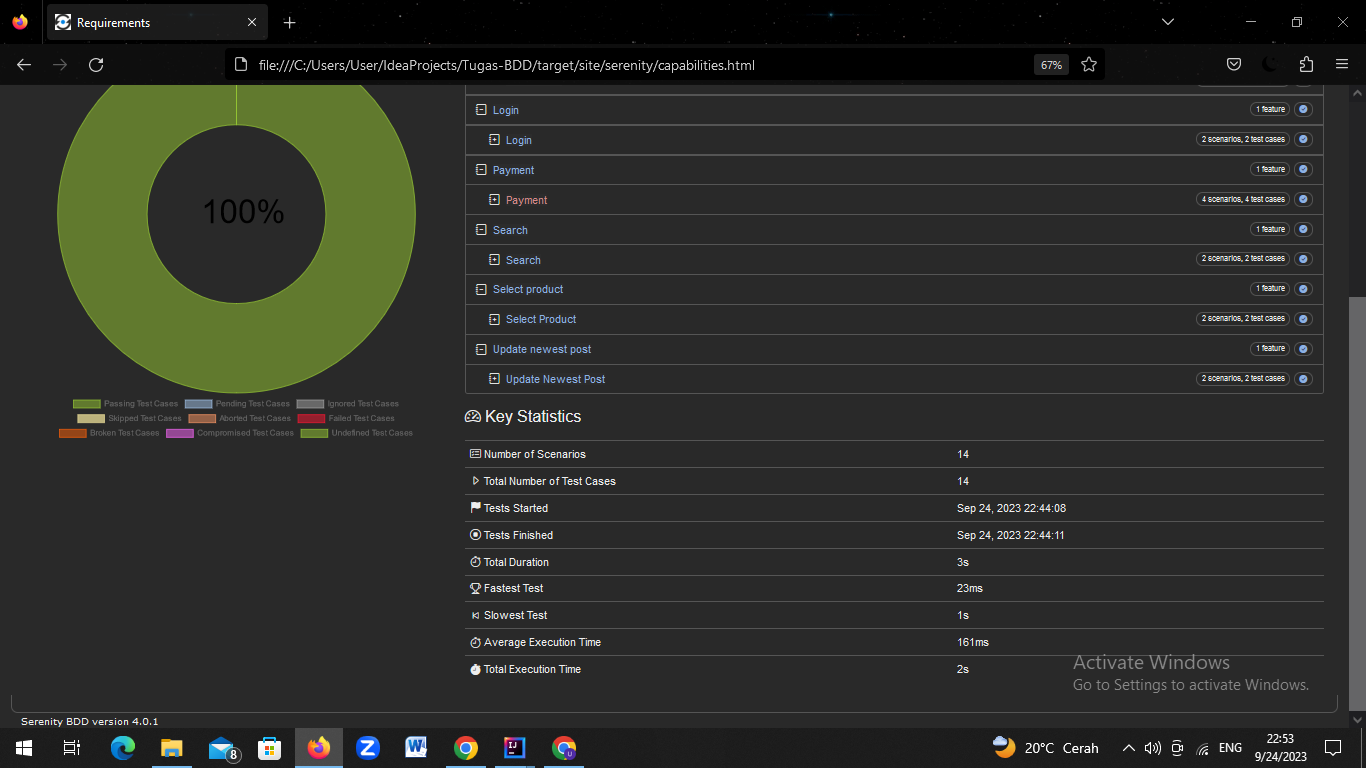 Requirements
file:///C:/Users/User/IdeaProjects/Tugas-BDD/target/site/serenity/capabilities.html
67%
100%
Passing Test Cases Pending Test Cases Ignored Test Cases
Skipped Test Cases Aborted Test Cases Failed Test Cases
Broken Test Cases Compromised Test Cases Undefined Test Cases
Login 1 feature
Login 2 scenarios, 2 test cases
Payment 1 feature
Payment 4 scenarios, 4 test cases
Search 1 feature
Search 2 scenarios, 2 test cases
Select product 1 feature
Select Product 2 scenarios, 2 test cases
Update newest post 1 feature
Update Newest Post 2 scenarios, 2 test cases
Key Statistics
Number of Scenarios 14
Total Number of Test Cases 14
Tests Started Sep 24, 2023 22:44:08
Tests Finished Sep 24, 2023 22:44:11
Total Duration 3s
Fastest Test 23ms
Slowest Test 1s
Average Execution Time 161ms
Total Execution Time 2s
Activate Windows
Go to Settings to activate Windows.
Serenity BDD version 4.0.1
8
Z
W
IJ
U
20°C Cerah
ENG
22:53
9/24/2023